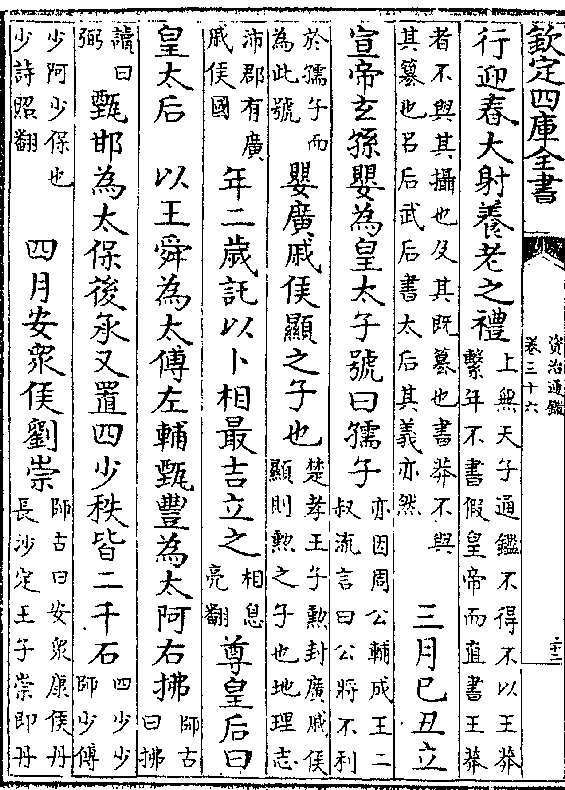 欽定四庫全書
資治通鑑
卷三十六
二十二
行迎春大射養老之禮
上無天子通鑑不得不以王莽
繫年不書假皇帝而直書王莽
者不與其攝也及其既篡也書莽不與
其篡也呂后武后書太后其義亦然
三月己丑立
宣帝玄孫嬰為皇太子號曰孺子
亦因周公輔成王二
叔流言曰公將不利
於孺子而
為此號
嬰廣戚侯顯之子也
楚孝王子勲封廣戚侯
顯則勲之子也地理志
沛郡有廣
戚侯國
年二歳託以卜相最吉立之
相息
亮翻
尊皇后曰
皇太后
以王舜為太傅左輔甄豐為太阿右拂
師古
曰拂
讀曰
弼
甄邯為太保後丞又置四少秩皆二千石
四少少
師少傅
少阿少保也
少詩照翻
四月安衆侯劉崇
師古曰安衆康侯丹
長沙定王子崇即丹